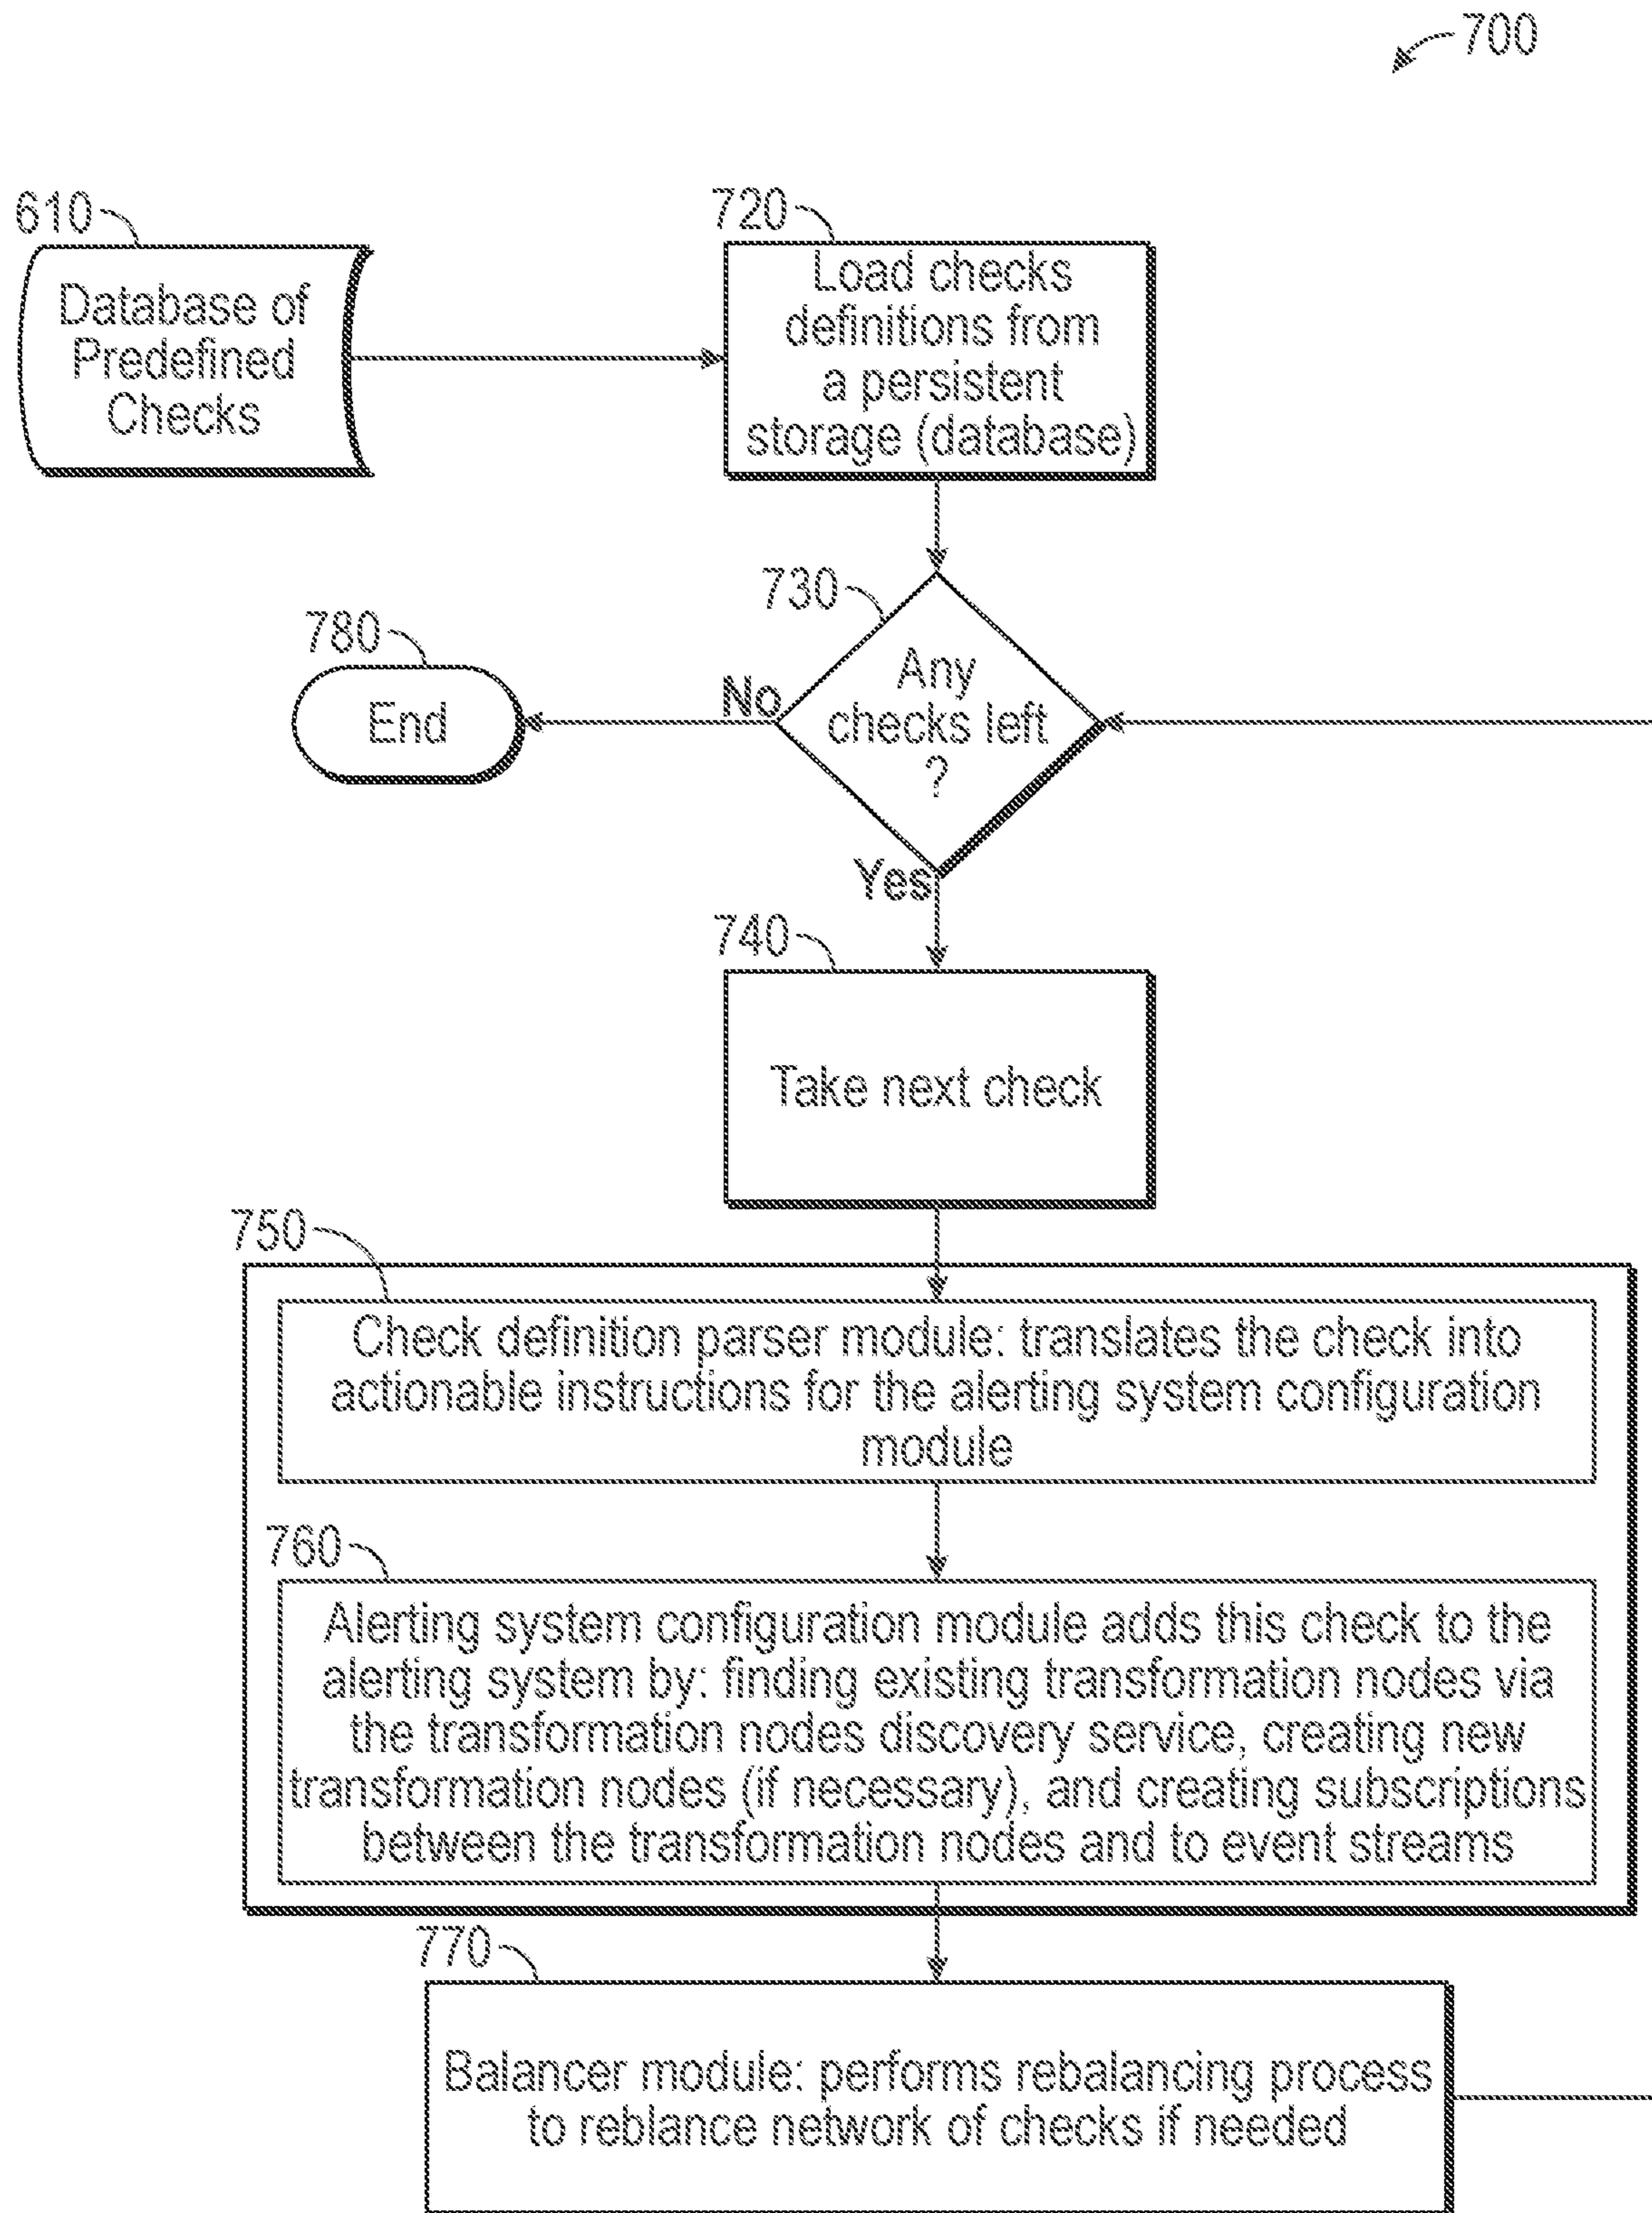 700
610
Database of
Predefined
Checks
720
Load checks
definitions from
a persistent
storage (database)
730
Any
checks left
?
780
End
No
Yes
740
Take next check
750
Check definition parser module: translates the check into
actionable instructions for the alerting system configuration
module
760
Alerting system configuration module adds this check to the
alerting system by: finding existing transformation nodes via
the transformation nodes discovery service, creating new
transformation nodes (if necessary), and creating subscriptions
between the transformation nodes and to event streams
770
Balancer module: performs rebalancing process
to reblance network of checks if needed